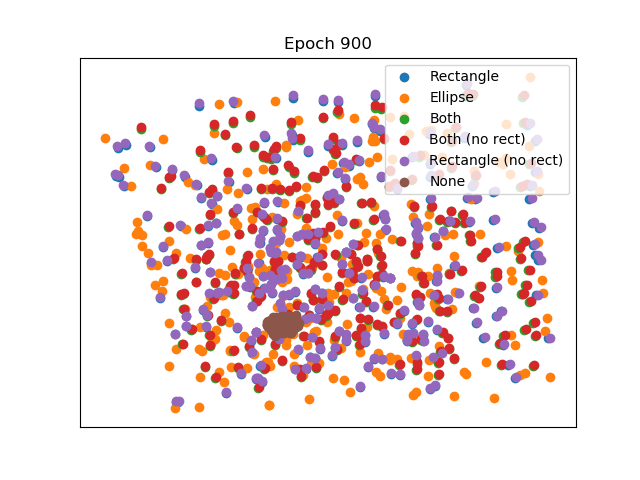 Epoch 900
Rectangle
Ellipse
Both
Both (no rect)
Rectangle (no rect)
None